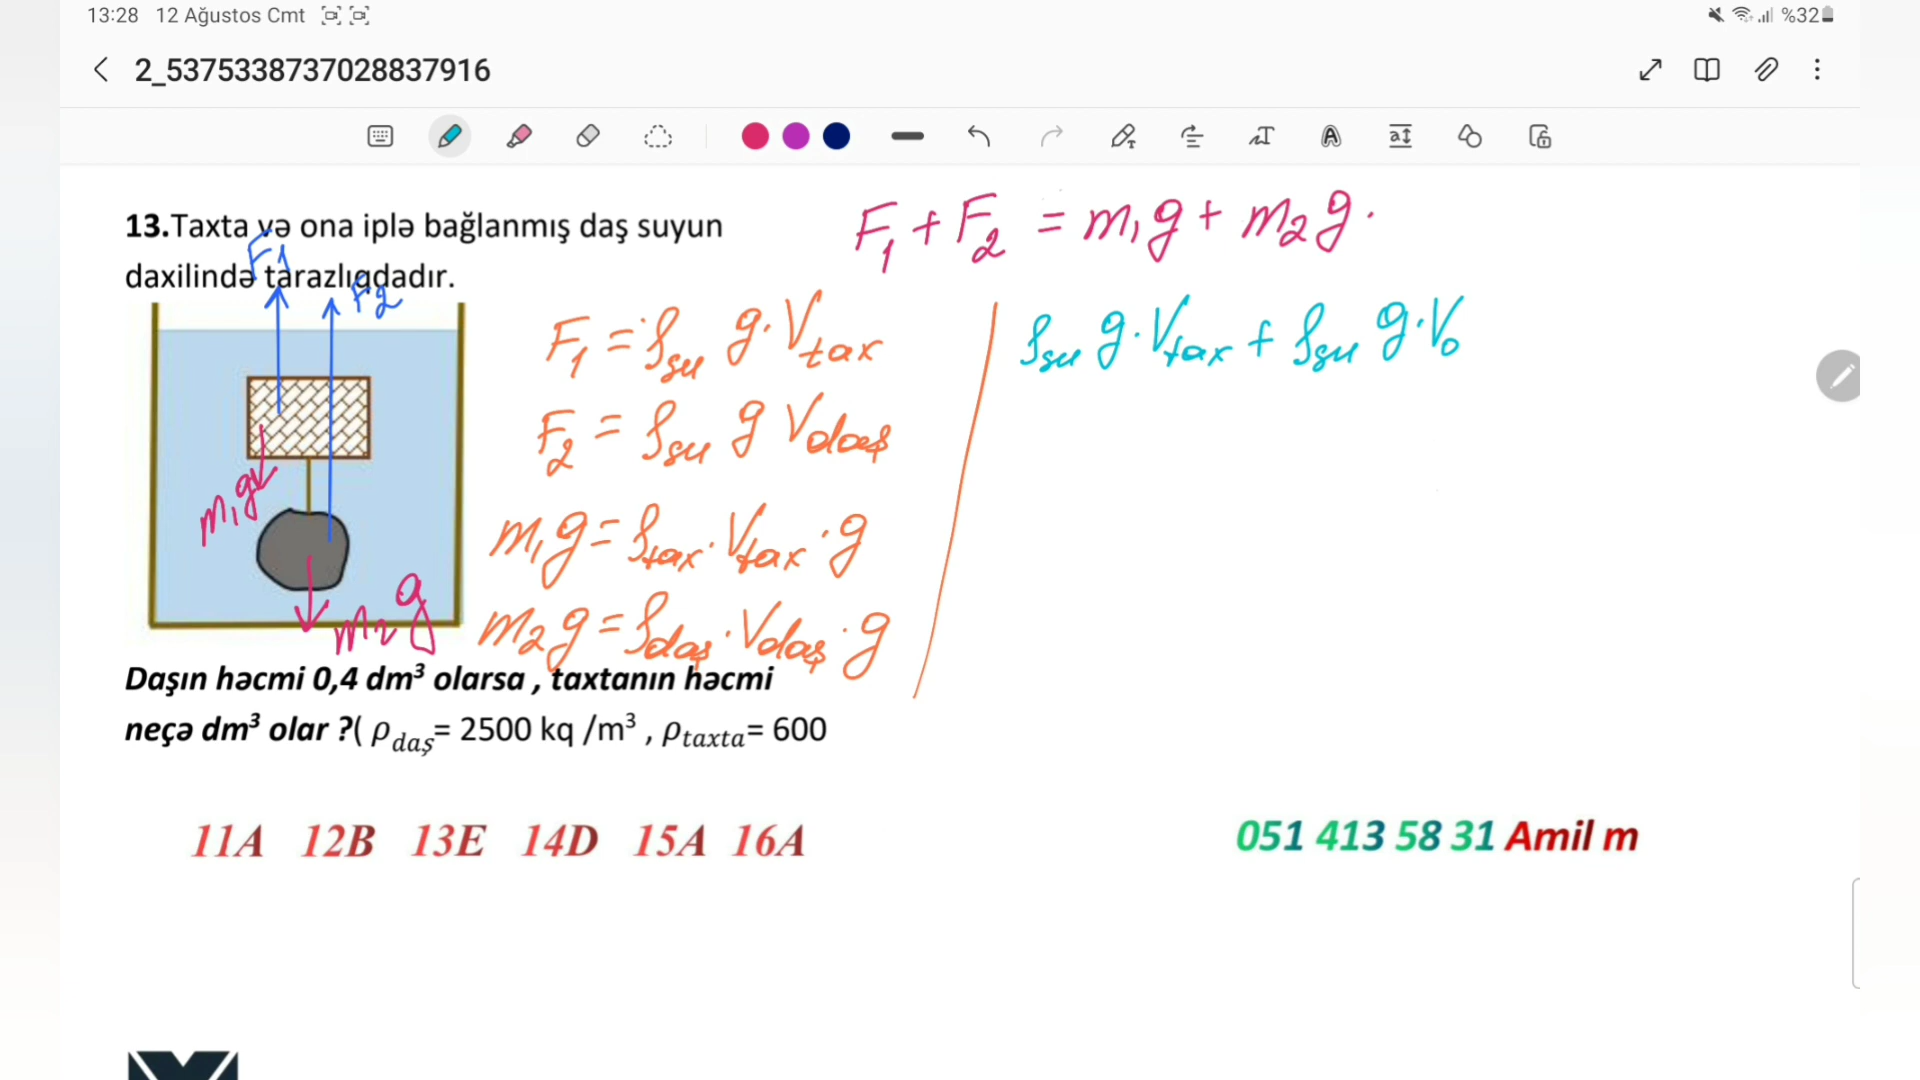 13:28 12 Ağustos Cmt %32
2_5375338737028837916
13.Taxta və ona iplə bağlanmış daş suyun
daxilində tarazlıqdadır.
F₁ + F₂ = m₁g + m₂g.
F1
F2
m₁g
m₂g
F₁ = ρsu g·Vtax
F₂ = ρsu g Vdaş
m₁g = ρtax·Vtax·g
m₂g = ρdaş·Vdaş·g
ρsu g·Vtax + ρsu g·V₀
Daşın həcmi 0,4 dm³ olarsa , taxtanın həcmi
neçə dm³ olar ?( ρdaş= 2500 kq /m³ , ρtaxta= 600
11A 12B 13E 14D 15A 16A
051 413 58 31 Amil m